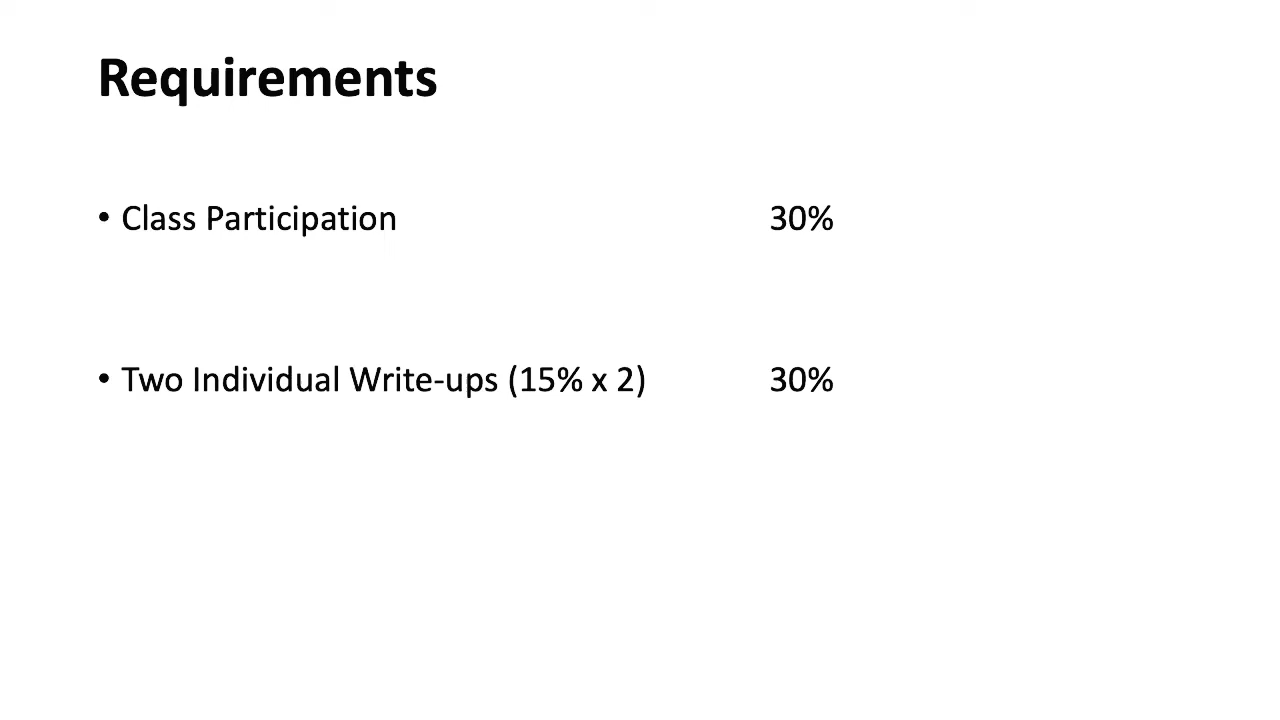 Requirements
• Class Participation 30%
• Two Individual Write-ups (15% x 2) 30%